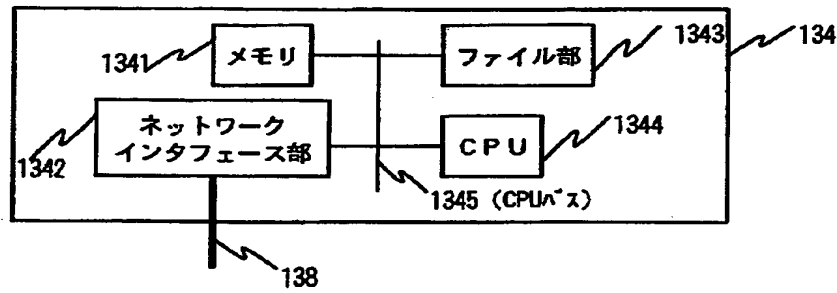 1341
メモリ
ファイル部
1343
134
1342
ネットワーク
インタフェース部
CPU
1344
1345 (CPUバス)
138